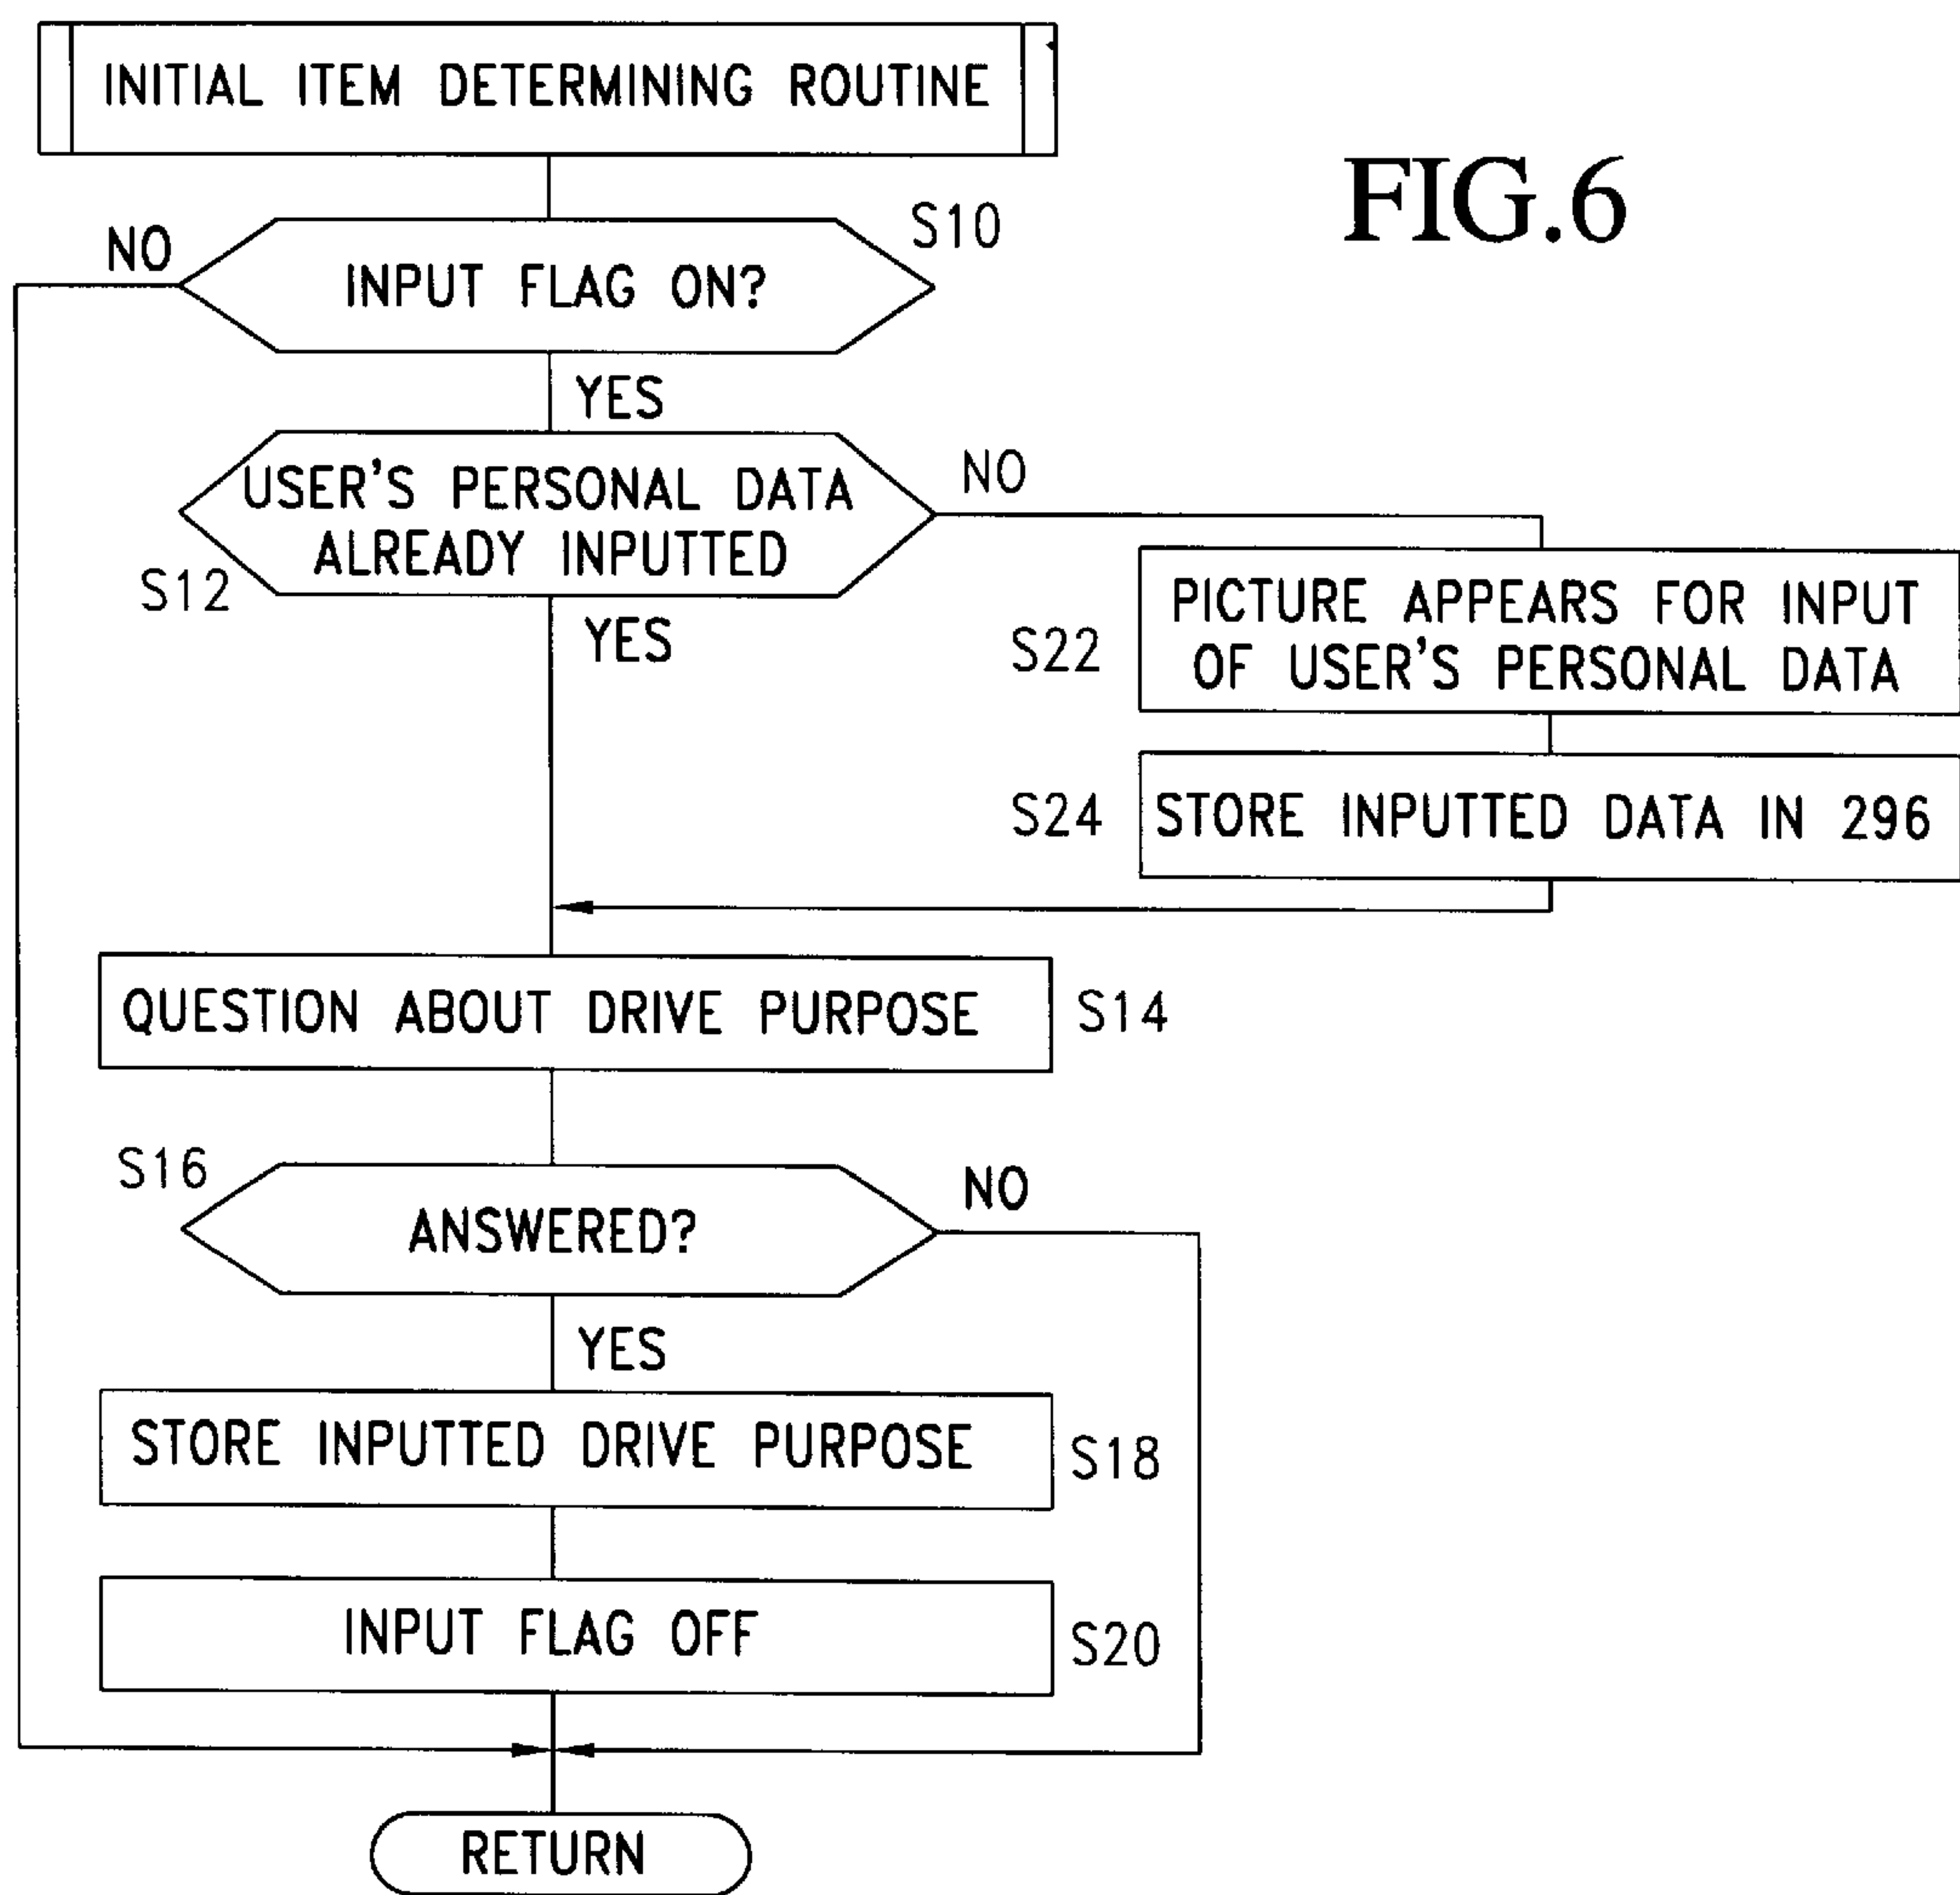 INITIAL ITEM DETERMINING ROUTINE
FIG.6
S10
NO
INPUT FLAG ON?
YES
USER'S PERSONAL DATA
ALREADY INPUTTED
NO
S12
YES
PICTURE APPEARS FOR INPUT
OF USER'S PERSONAL DATA
S22
STORE INPUTTED DATA IN 296
S24
QUESTION ABOUT DRIVE PURPOSE
S14
S16
ANSWERED?
NO
YES
STORE INPUTTED DRIVE PURPOSE
S18
INPUT FLAG OFF
S20
RETURN